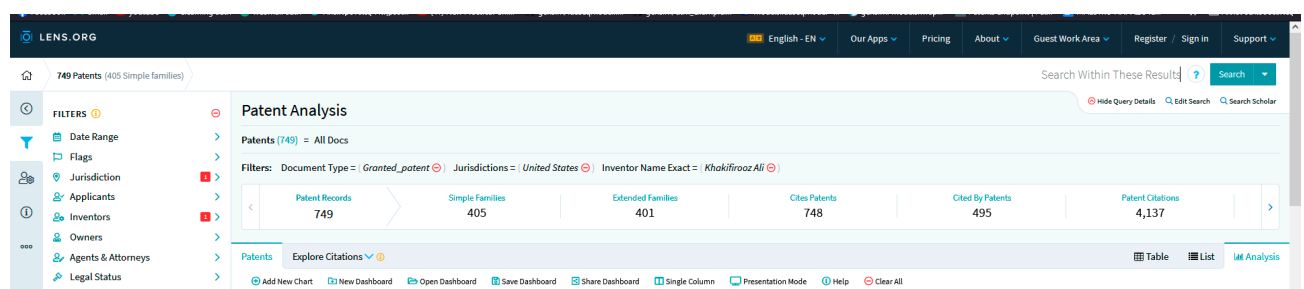 LENS.ORG
English - EN
Our Apps
Pricing
About
Guest Work Area
Register / Sign in
Support
749 Patents (405 Simple families)
Search Within These Results
?
Search
FILTERS
Date Range
Flags
Jurisdiction 1
Applicants
Inventors 1
Owners
Agents & Attorneys
Legal Status
Patent Analysis
Hide Query Details
Edit Search
Search Scholar
Patents (749) = All Docs
Filters: Document Type = ( Granted_patent ) Jurisdictions = ( United States ) Inventor Name Exact = ( Khakifirooz Ali )
Patent Records
749
Simple Families
405
Extended Families
401
Cites Patents
748
Cited By Patents
495
Patent Citations
4,137
Patents
Explore Citations
Table
List
Analysis
Add New Chart
New Dashboard
Open Dashboard
Save Dashboard
Share Dashboard
Single Column
Presentation Mode
Help
Clear All